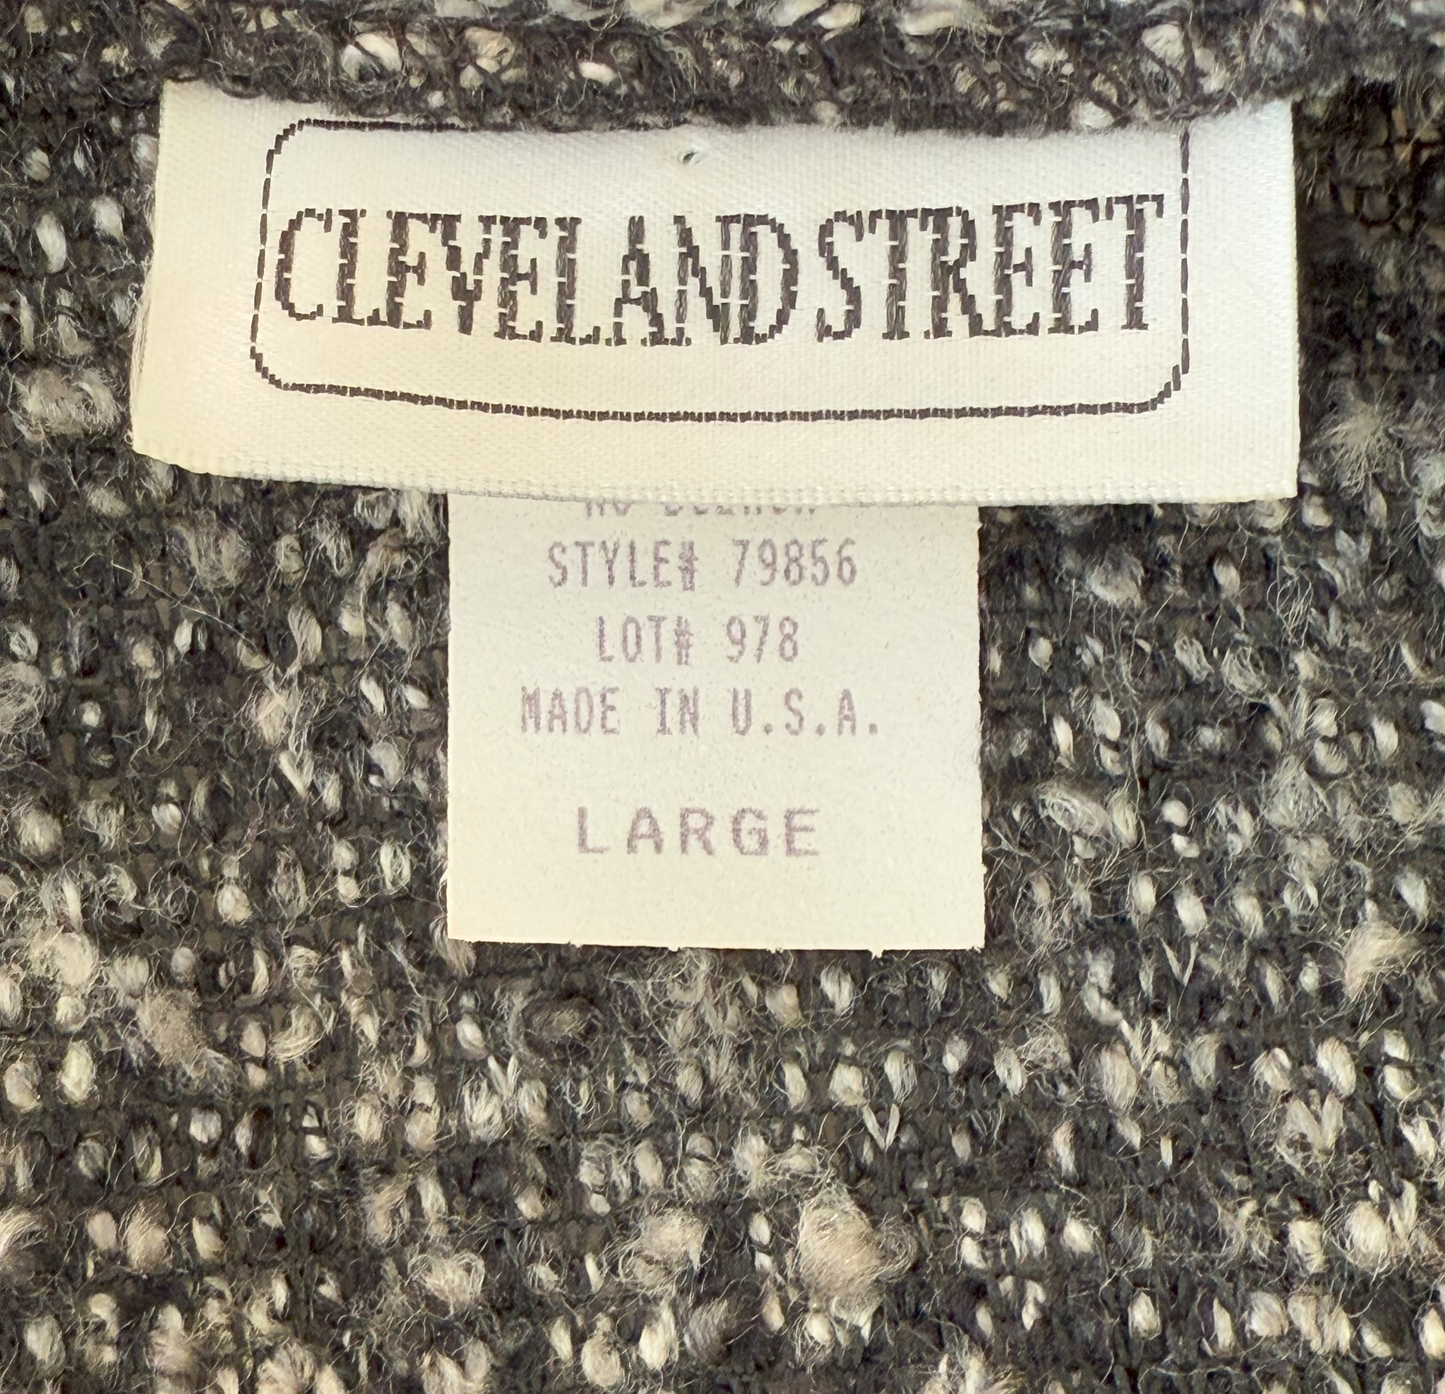 CLEVELAND STREET
STYLE# 79856
LOT# 978
MADE IN U.S.A.
LARGE